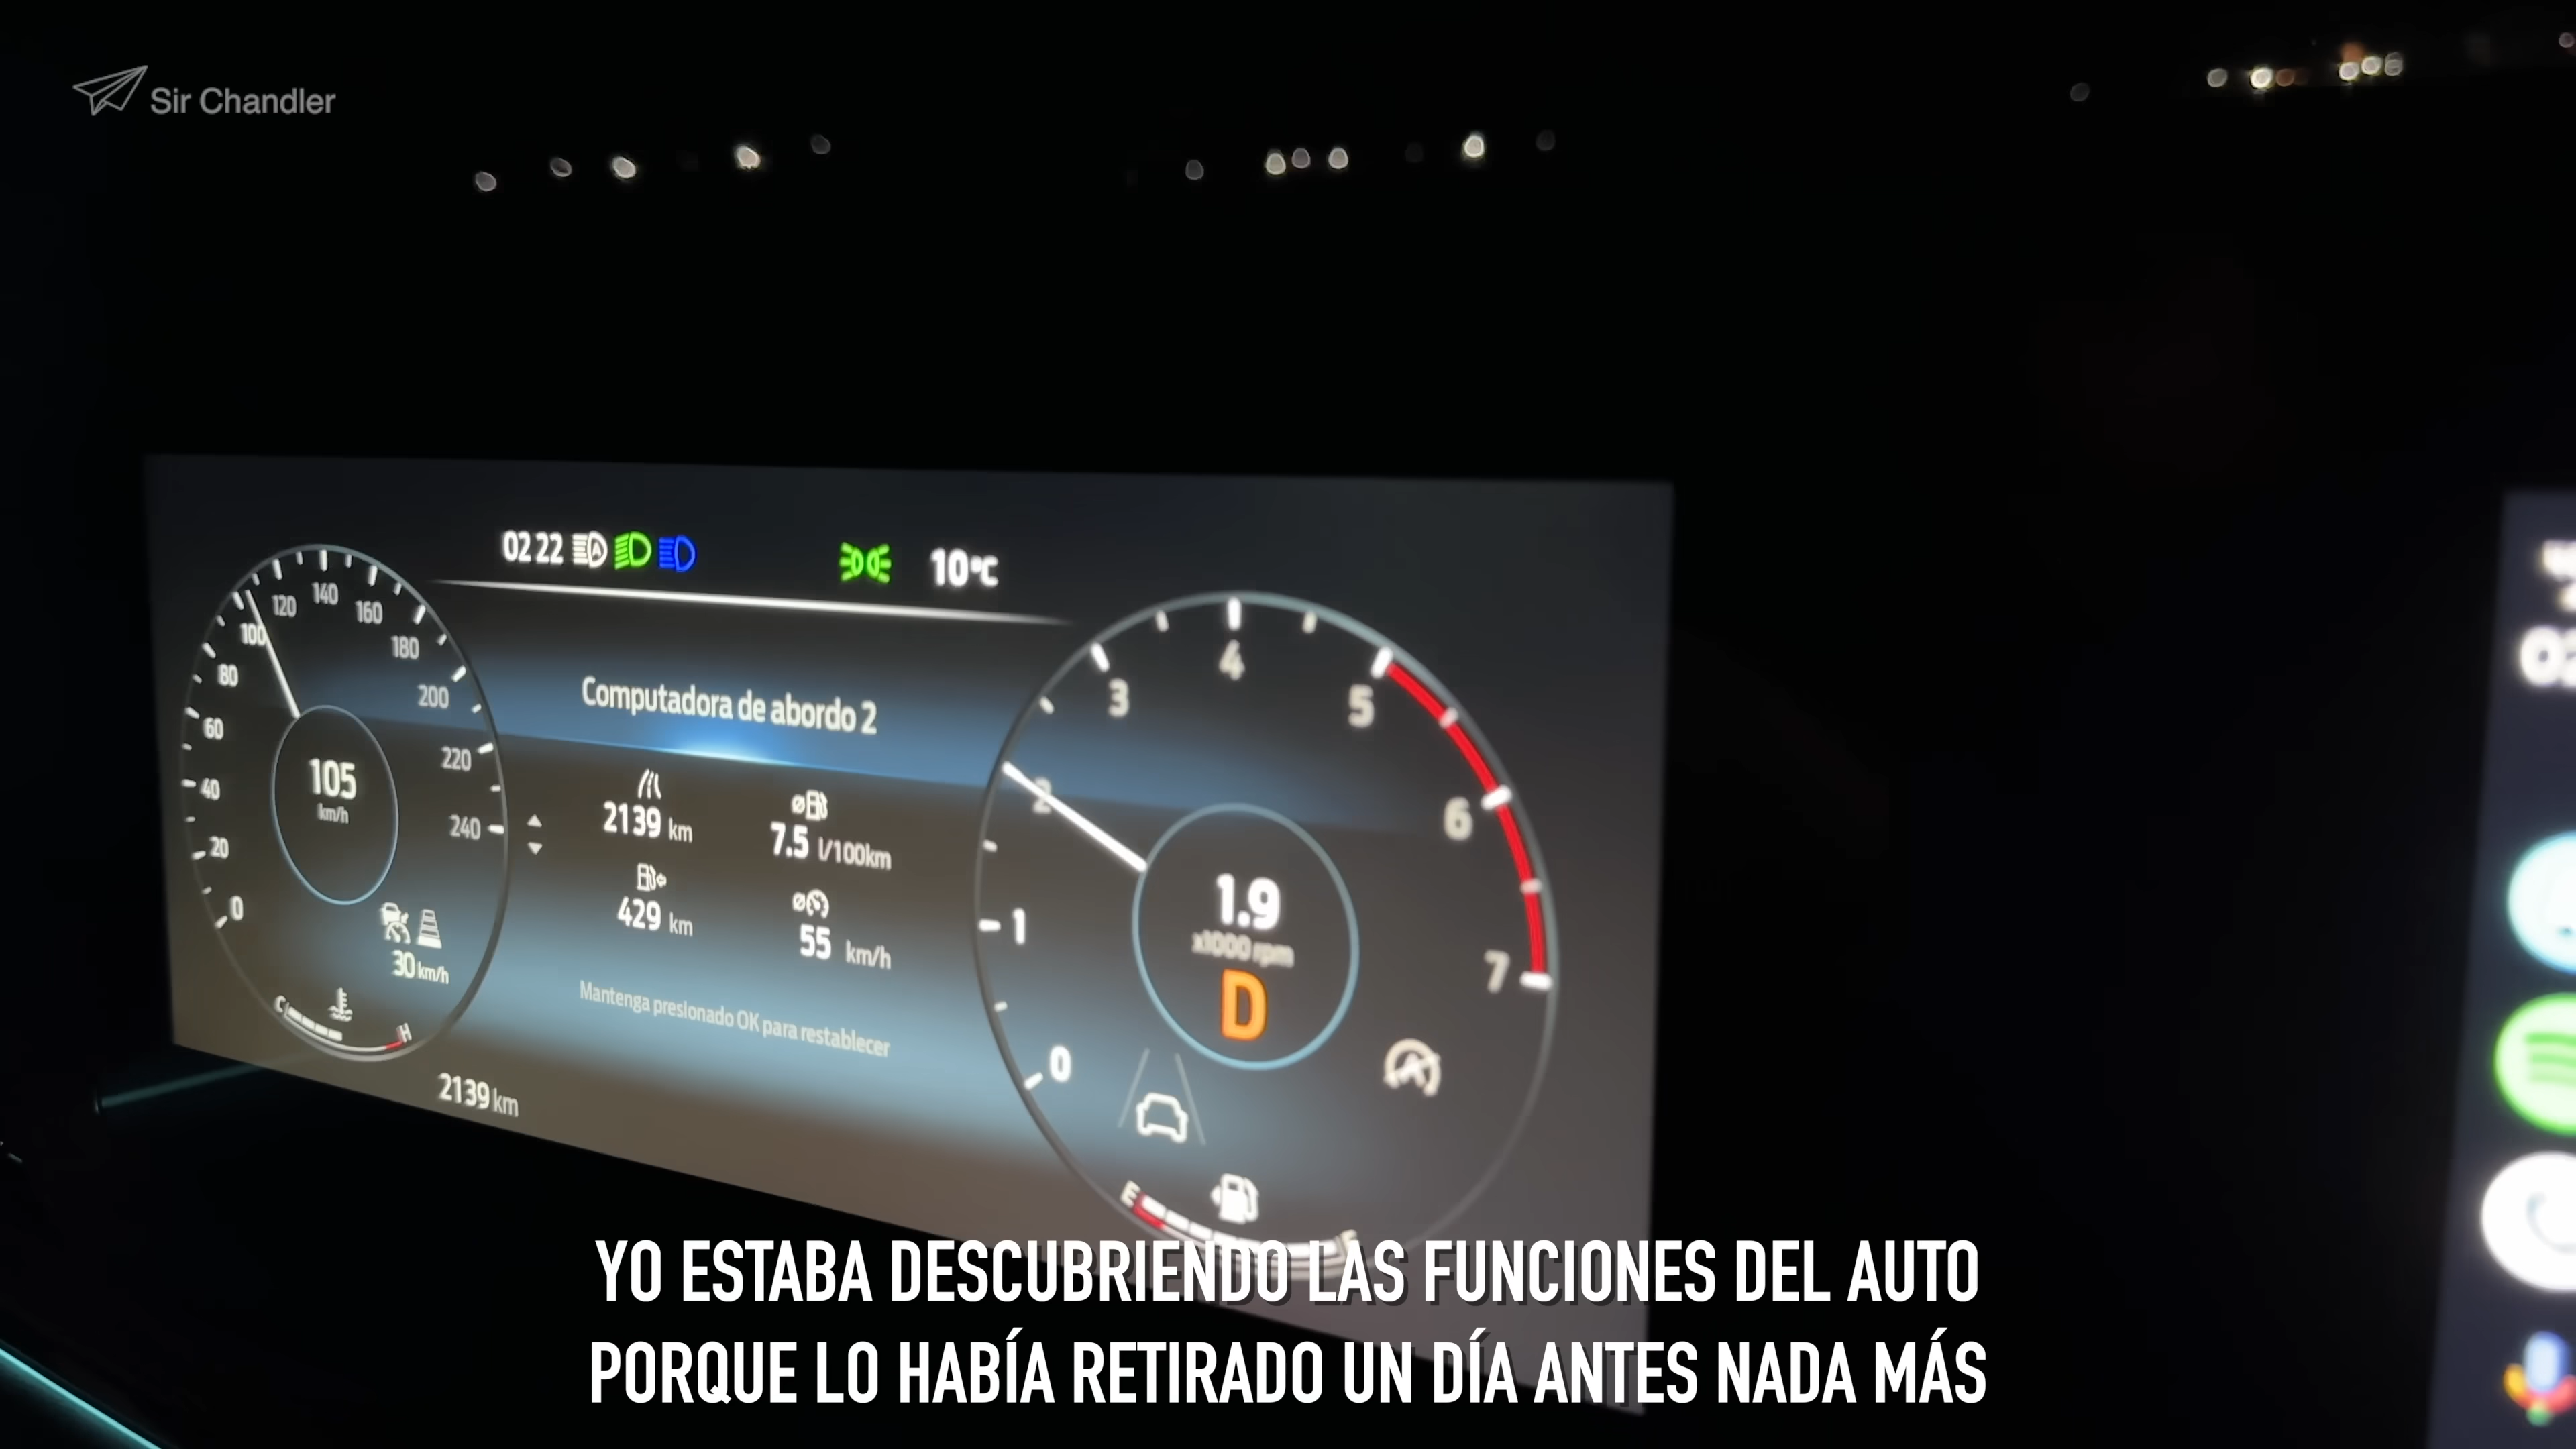 Sir Chandler
02 22
10°C
Computadora de abordo 2
0
20
40
60
80
100
120
140
160
180
200
220
240
105
km/h
30 km/h
C
H
2139 km
7.5 l/100km
429 km
55 km/h
Mantenga presionado OK para restablecer
2139 km
0
1
2
3
4
5
6
7
1.9
x1000 rpm
D
E
F
YO ESTABA DESCUBRIENDO LAS FUNCIONES DEL AUTO
PORQUE LO HABÍA RETIRADO UN DÍA ANTES NADA MÁS